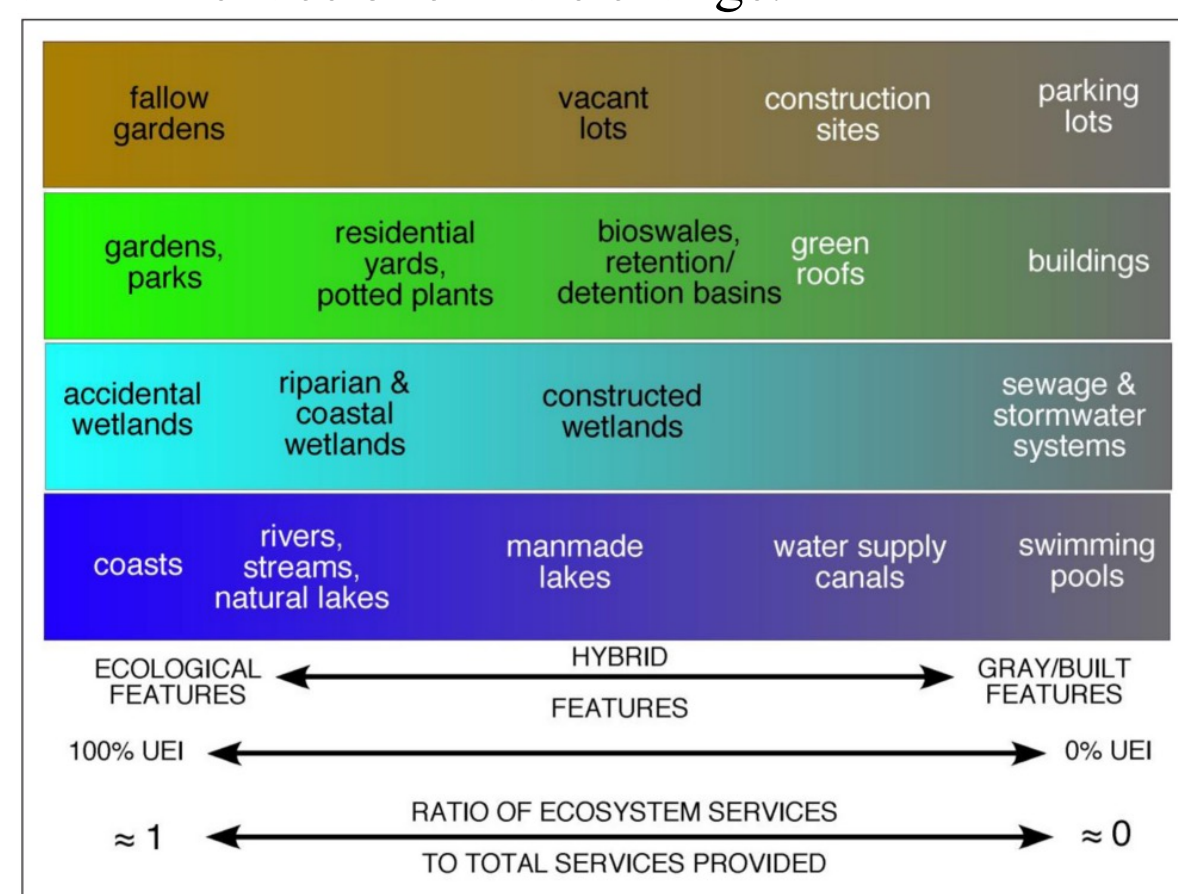 fallow
gardens
vacant
lots
construction
sites
parking
lots
gardens,
parks
residential
yards,
potted plants
bioswales,
retention/
detention basins
green
roofs
buildings
accidental
wetlands
riparian &
coastal
wetlands
constructed
wetlands
sewage &
stormwater
systems
coasts
rivers,
streams,
natural lakes
manmade
lakes
water supply
canals
swimming
pools
ECOLOGICAL
FEATURES
HYBRID
FEATURES
GRAY/BUILT
FEATURES
100% UEI
0% UEI
≈ 1
RATIO OF ECOSYSTEM SERVICES
TO TOTAL SERVICES PROVIDED
≈ 0